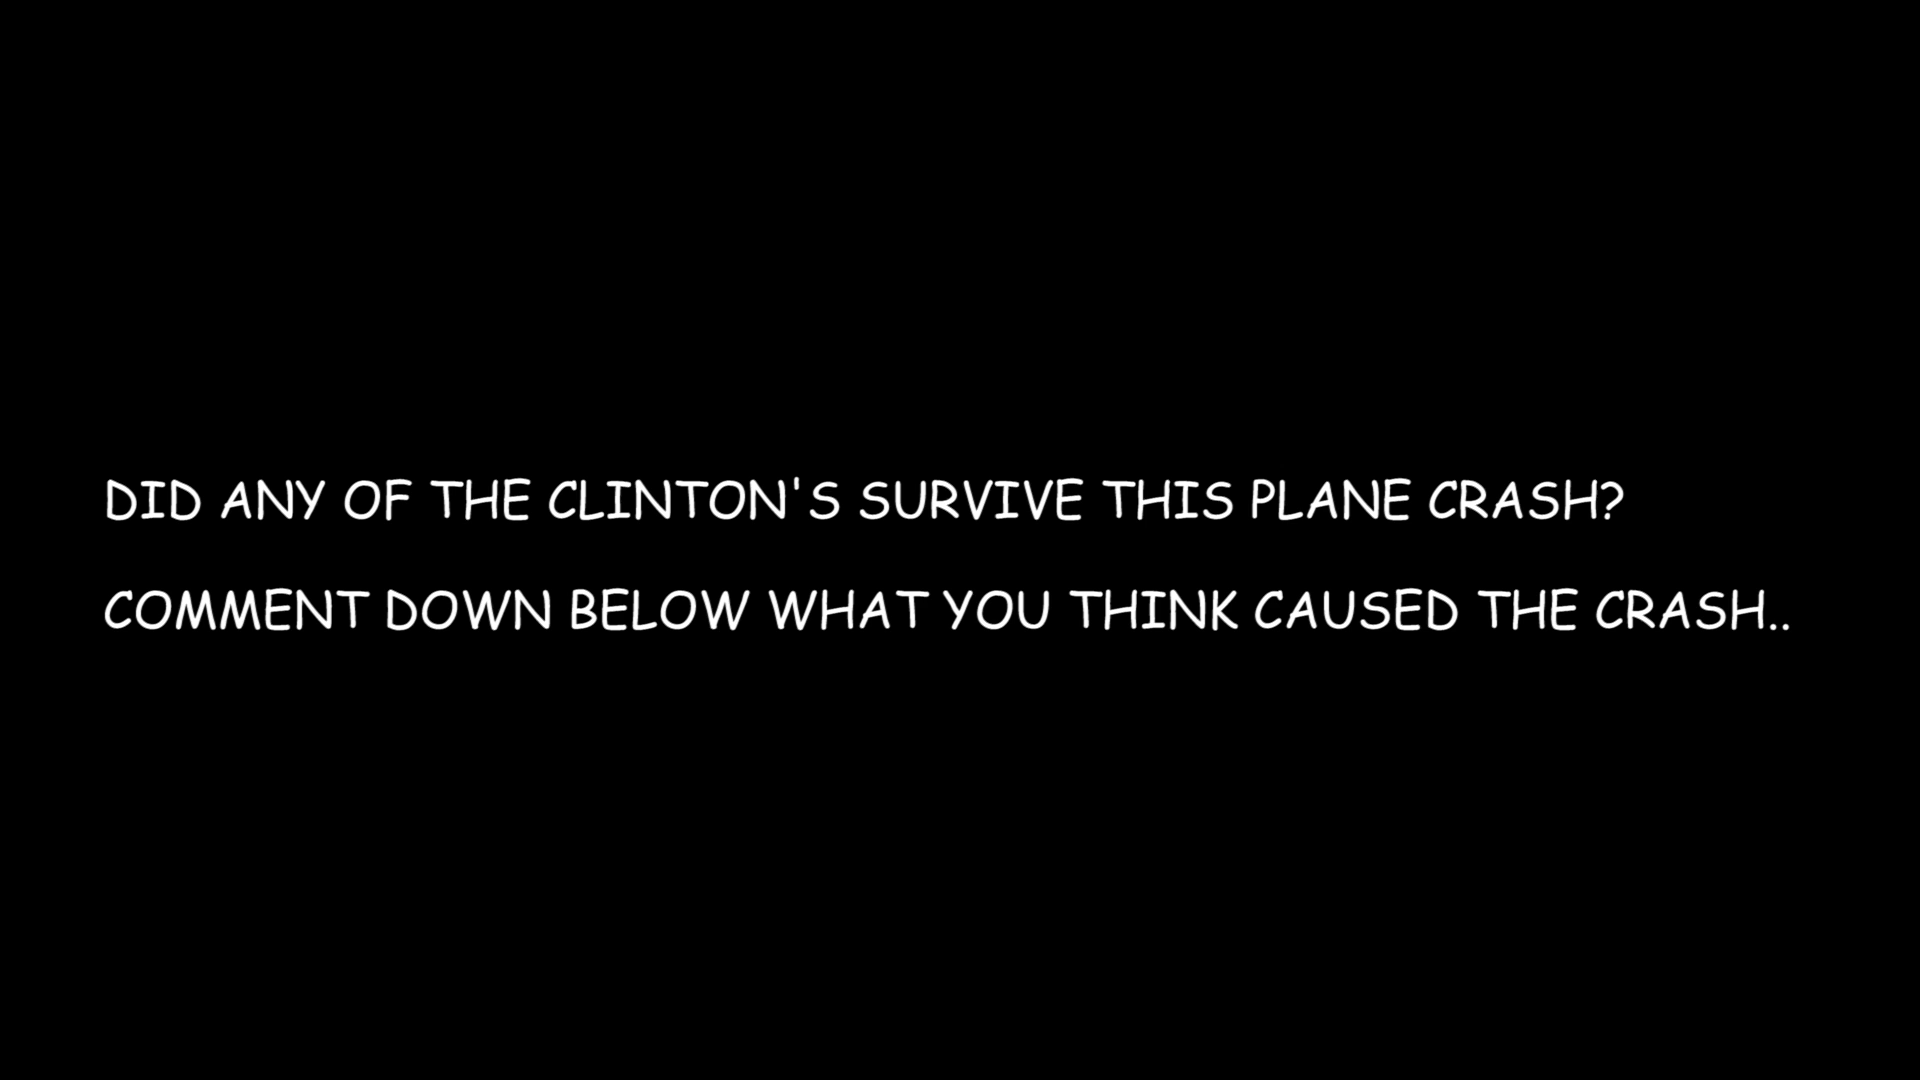 DID ANY OF THE CLINTON'S SURVIVE THIS PLANE CRASH?
COMMENT DOWN BELOW WHAT YOU THINK CAUSED THE CRASH..